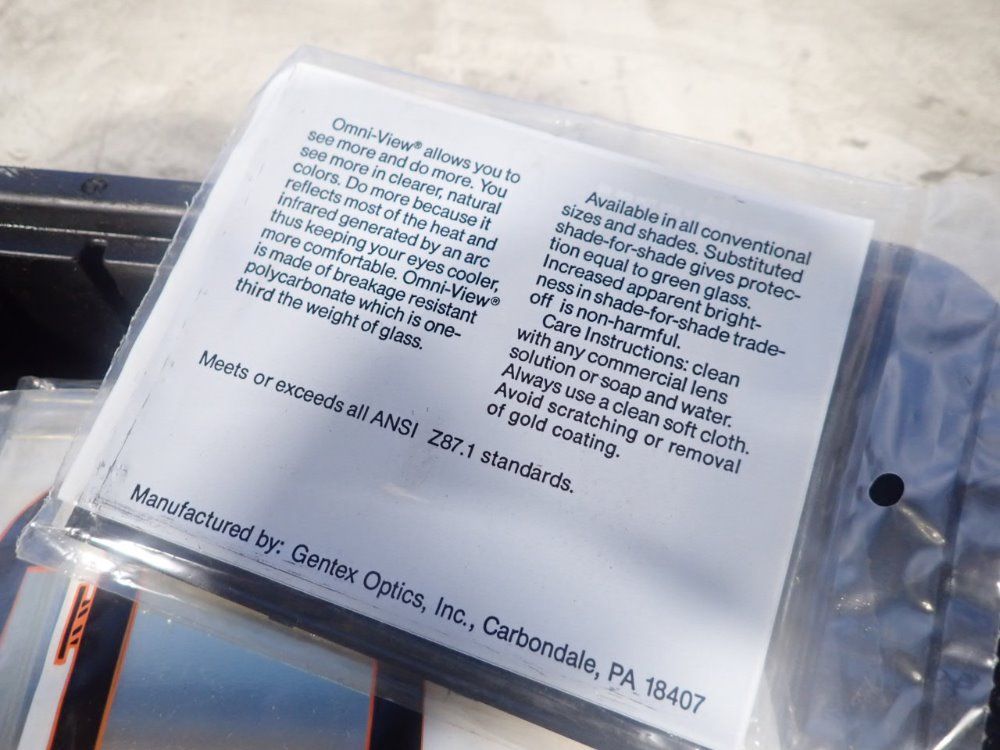 Omni-View® allows you to
see more and do more. You
see more in clearer, natural
colors. Do more because it
reflects most of the heat and
Infrared generated by an arc
thus keeping your eyes cooler,
more comfortable. Omni-View®
is made of breakage resistant
polycarbonate which is one-
third the weight of glass.
Available in all conventional
sizes and shades. Substituted
shade-for-shade gives protec-
tion equal to green glass.
Increased apparent bright-
ness in shade-for-shade trade-
off is non-harmful.
Care Instructions: clean
with any commercial lens
solution or soap and water.
Always use a clean soft cloth.
Avoid scratching or removal
of gold coating.
Meets or exceeds all ANSI Z87.1 standards.
Manufactured by: Gentex Optics, Inc., Carbondale, PA 18407